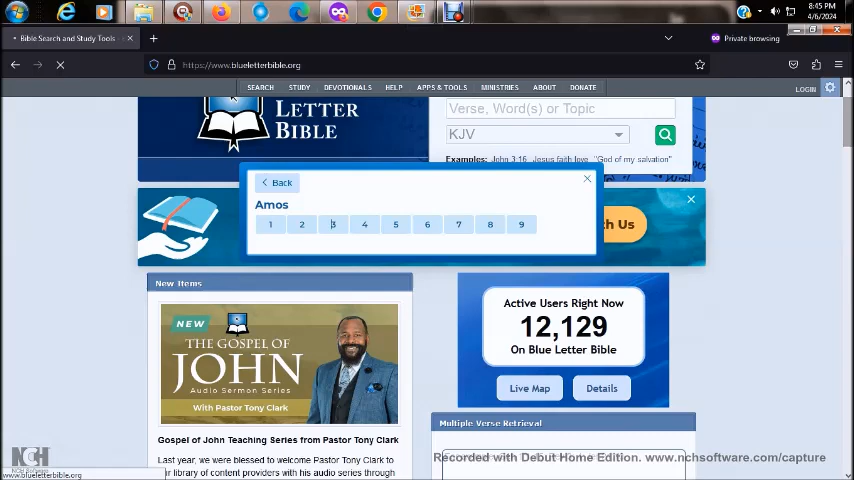 8:45 PM
4/6/2024
Bible Search and Study Tools -
Private browsing
https://www.blueletterbible.org
SEARCH STUDY DEVOTIONALS HELP APPS & TOOLS MINISTRIES ABOUT DONATE
LOGIN
LETTER
BIBLE
Verse, Word(s) or Topic
KJV
Examples: John 3:16 Jesus faith love "God of my salvation"
Back
Amos
1 2 3 4 5 6 7 8 9
th Us
New Items
NEW
THE GOSPEL OF
JOHN
Audio Sermon Series
With Pastor Tony Clark
Gospel of John Teaching Series from Pastor Tony Clark
Last year, we were blessed to welcome Pastor Tony Clark to
ir library of content providers with his audio series through
Active Users Right Now
12,129
On Blue Letter Bible
Live Map Details
Multiple Verse Retrieval
NCH
NCH Software
Recorded with Debut Home Edition. www.nchsoftware.com/capture
www.blueletterbible.org